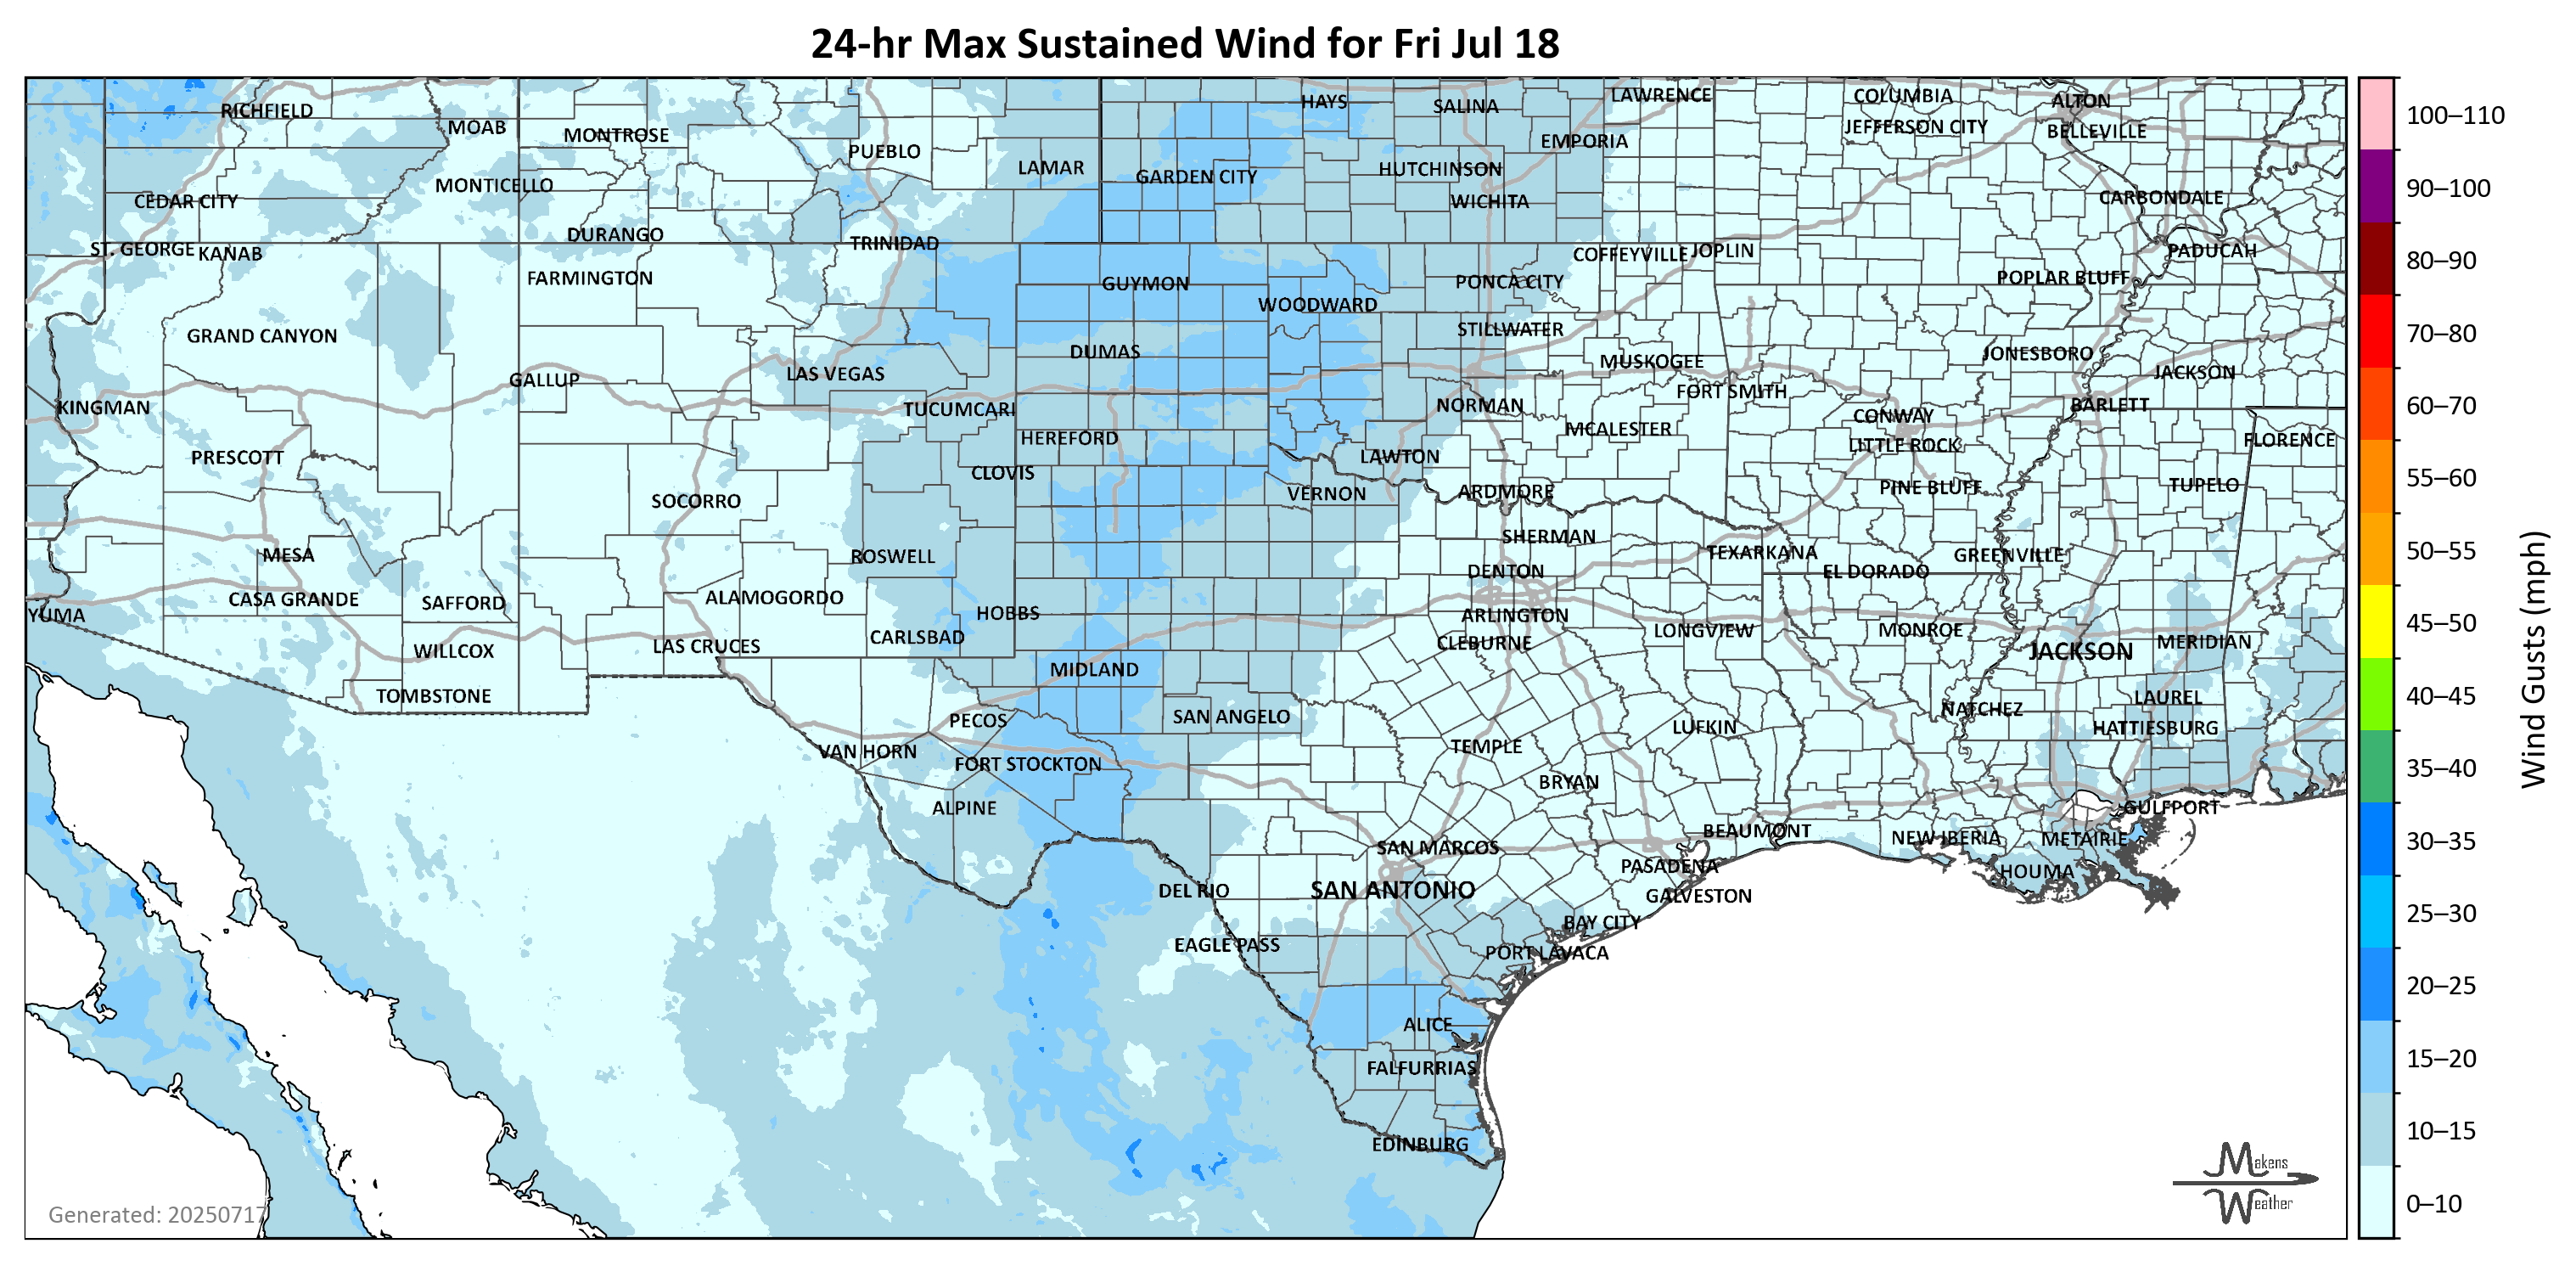 24-hr Max Sustained Wind for Fri Jul 18
RICHFIELD
MOAB
MONTROSE
PUEBLO
LAMAR
HAYS
SALINA
LAWRENCE
COLUMBIA
ALTON
JEFFERSON CITY
BELLEVILLE
EMPORIA
GARDEN CITY
HUTCHINSON
WICHITA
CEDAR CITY
MONTICELLO
CARBONDALE
ST. GEORGE
KANAB
DURANGO
TRINIDAD
COFFEYVILLE
JOPLIN
PADUCAH
FARMINGTON
GUYMON
WOODWARD
PONCA CITY
POPLAR BLUFF
GRAND CANYON
DUMAS
STILLWATER
MUSKOGEE
JONESBORO
GALLUP
LAS VEGAS
FORT SMITH
JACKSON
KINGMAN
TUCUMCARI
NORMAN
CONWAY
BARLETT
HEREFORD
MCALESTER
LITTLE ROCK
FLORENCE
PRESCOTT
CLOVIS
LAWTON
SOCORRO
VERNON
ARDMORE
PINE BLUFF
TUPELO
MESA
ROSWELL
SHERMAN
TEXARKANA
GREENVILLE
DENTON
EL DORADO
YUMA
CASA GRANDE
SAFFORD
ALAMOGORDO
HOBBS
ARLINGTON
WILLCOX
LAS CRUCES
CARLSBAD
CLEBURNE
LONGVIEW
MONROE
JACKSON
MERIDIAN
TOMBSTONE
MIDLAND
LAUREL
PECOS
SAN ANGELO
LUFKIN
NATCHEZ
HATTIESBURG
VAN HORN
FORT STOCKTON
TEMPLE
BRYAN
ALPINE
GULFPORT
BEAUMONT
NEW IBERIA
METAIRIE
SAN MARCOS
PASADENA
HOUMA
DEL RIO
SAN ANTONIO
GALVESTON
BAY CITY
EAGLE PASS
PORT LAVACA
ALICE
FALFURRIAS
EDINBURG
Generated: 20250717
Makens
Weather
100–110
90–100
80–90
70–80
60–70
55–60
50–55
45–50
40–45
35–40
30–35
25–30
20–25
15–20
10–15
0–10
Wind Gusts (mph)